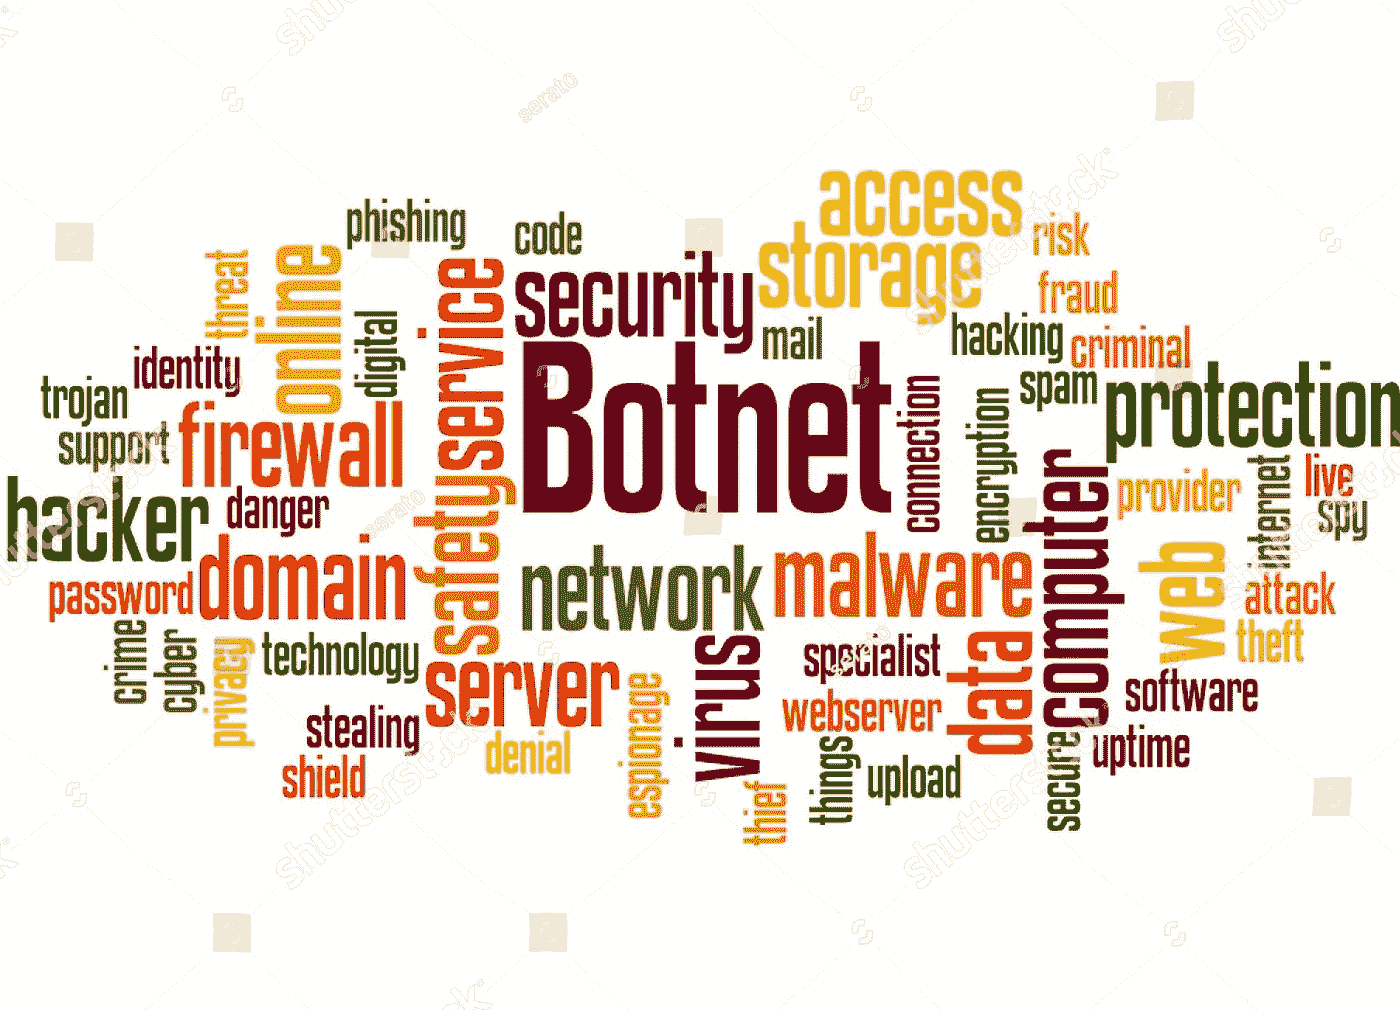 access
phishing
code
storage
risk
threat
online
service
security
fraud
digital
mail
hacking
criminal
identity
Botnet
spam
protection
trojan
connection
encryption
support
firewall
computer
internet
live
provider
hacker
danger
safety
spy
domain
network
malware
web
attack
password
crime
cyber
privacy
technology
virus
specialist
data
theft
server
espionage
software
stealing
webserver
secure
uptime
denial
things
upload
shield
thief
shutterstock
serato